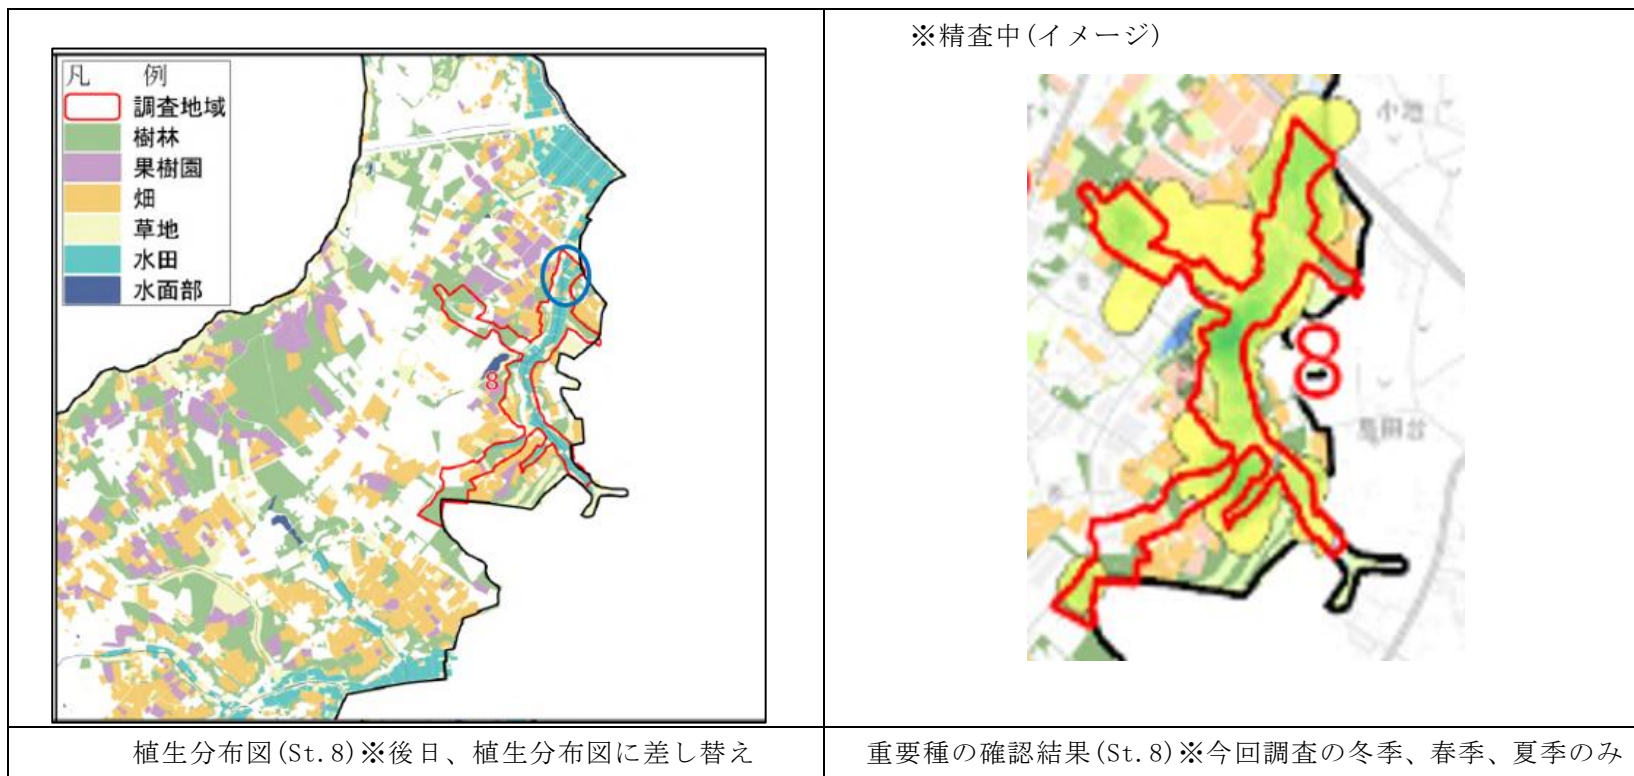 凡 例
調査地域
樹林
果樹園
畑
草地
水田
水面部
8
植生分布図(St.8)※後日、植生分布図に差し替え
※精査中(イメージ)
8
重要種の確認結果(St.8)※今回調査の冬季、春季、夏季のみ